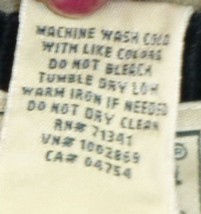 MACHINE WASH COLD
WITH LIKE COLORS
DO NOT BLEACH
TUMBLE DRY LOW
WARM IRON IF NEEDED
DO NOT DRY CLEAN
RN# 71341
VN# 1002869
CA# 04754